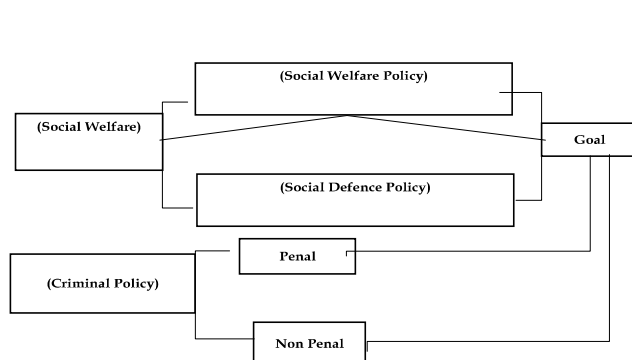 (Social Welfare Policy)
(Social Welfare)
Goal
(Social Defence Policy)
Penal
(Criminal Policy)
Non Penal